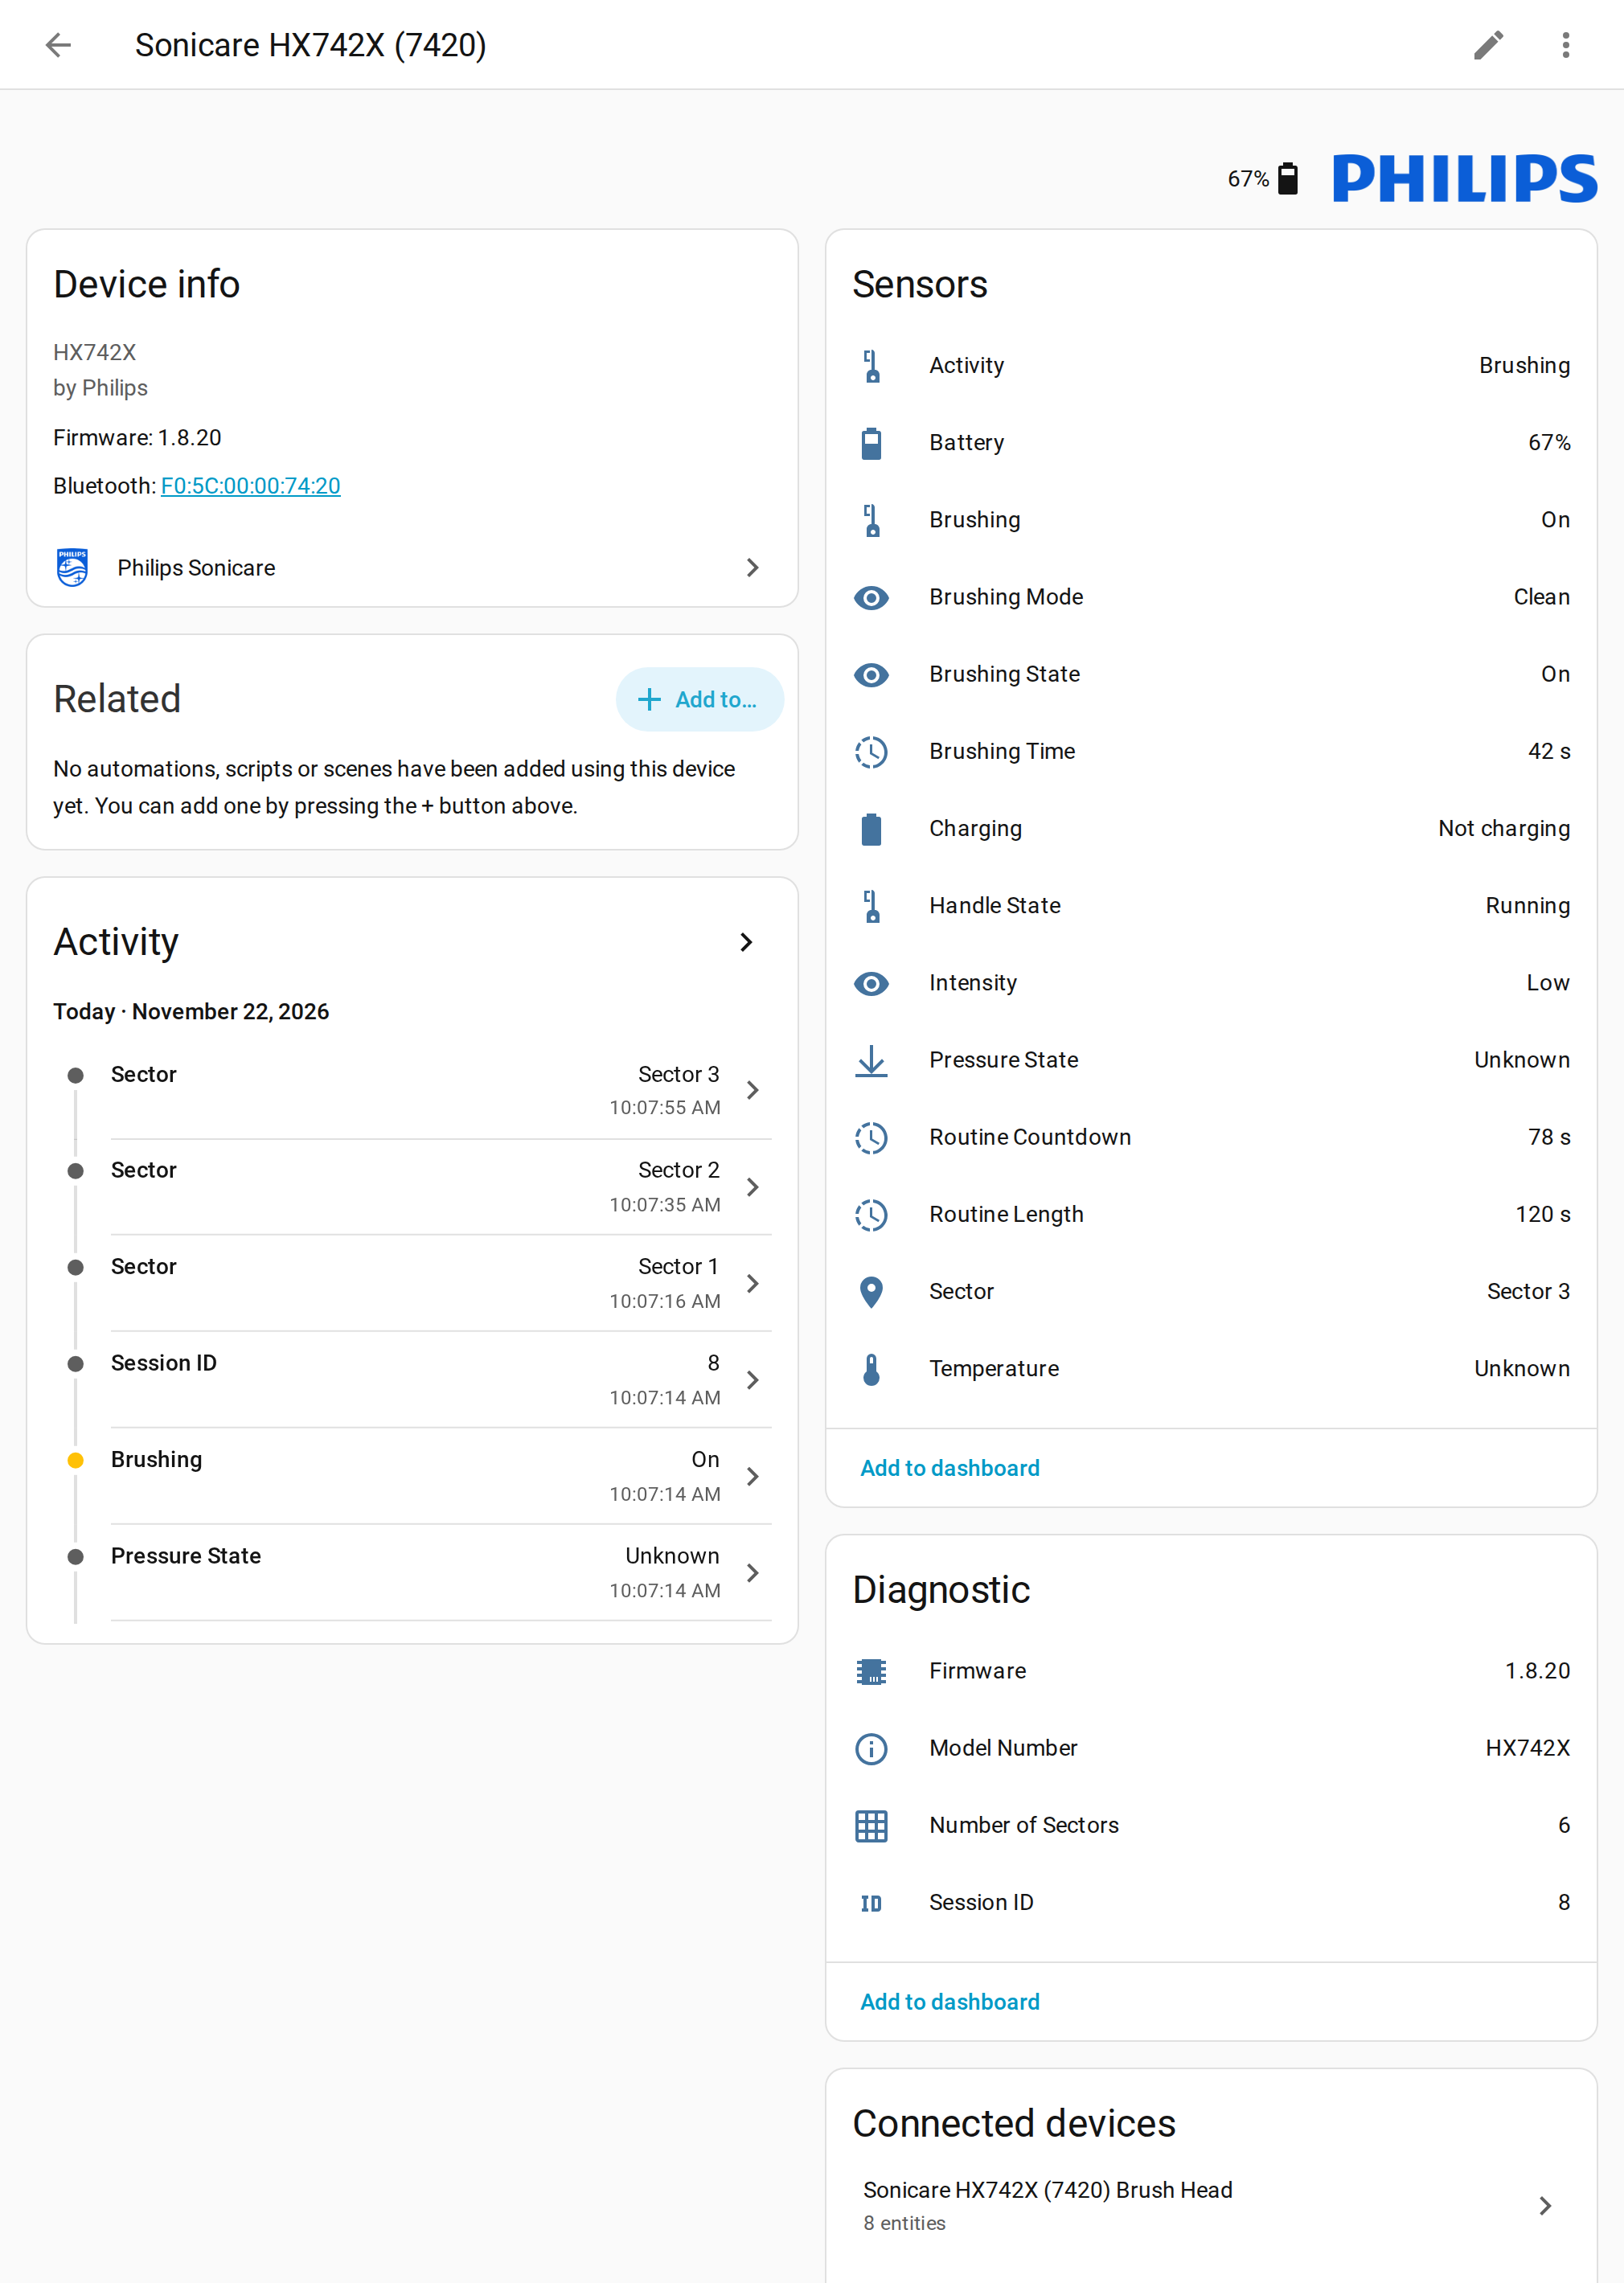 Sonicare HX742X (7420)
67%
PHILIPS
Device info
HX742X
by Philips
Firmware: 1.8.20
Bluetooth: F0:5C:00:00:74:20
PHILIPS
Philips Sonicare
Related
Add to...
No automations, scripts or scenes have been added using this device
yet. You can add one by pressing the + button above.
Activity
Today · November 22, 2026
Sector Sector 3
10:07:55 AM
Sector Sector 2
10:07:35 AM
Sector Sector 1
10:07:16 AM
Session ID 8
10:07:14 AM
Brushing On
10:07:14 AM
Pressure State Unknown
10:07:14 AM
Sensors
Activity Brushing
Battery 67%
Brushing On
Brushing Mode Clean
Brushing State On
Brushing Time 42 s
Charging Not charging
Handle State Running
Intensity Low
Pressure State Unknown
Routine Countdown 78 s
Routine Length 120 s
Sector Sector 3
Temperature Unknown
Add to dashboard
Diagnostic
Firmware 1.8.20
Model Number HX742X
Number of Sectors 6
ID Session ID 8
Add to dashboard
Connected devices
Sonicare HX742X (7420) Brush Head
8 entities